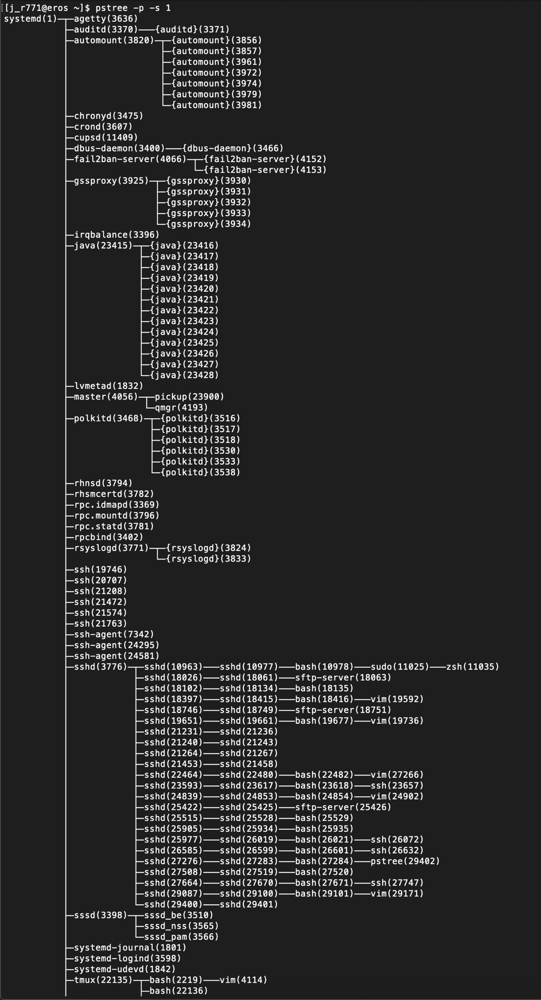 [[j_r771@eros ~]$ pstree -p -s 1
systemd(1)─┬─agetty(3636)
           ├─auditd(3370)───{auditd}(3371)
           ├─automount(3820)─┬─{automount}(3856)
           │                 ├─{automount}(3857)
           │                 ├─{automount}(3961)
           │                 ├─{automount}(3972)
           │                 ├─{automount}(3974)
           │                 ├─{automount}(3979)
           │                 └─{automount}(3981)
           ├─chronyd(3475)
           ├─crond(3607)
           ├─cupsd(11409)
           ├─dbus-daemon(3400)───{dbus-daemon}(3466)
           ├─fail2ban-server(4066)─┬─{fail2ban-server}(4152)
           │                       └─{fail2ban-server}(4153)
           ├─gssproxy(3925)─┬─{gssproxy}(3930)
           │                ├─{gssproxy}(3931)
           │                ├─{gssproxy}(3932)
           │                ├─{gssproxy}(3933)
           │                └─{gssproxy}(3934)
           ├─irqbalance(3396)
           ├─java(23415)─┬─{java}(23416)
           │             ├─{java}(23417)
           │             ├─{java}(23418)
           │             ├─{java}(23419)
           │             ├─{java}(23420)
           │             ├─{java}(23421)
           │             ├─{java}(23422)
           │             ├─{java}(23423)
           │             ├─{java}(23424)
           │             ├─{java}(23425)
           │             ├─{java}(23426)
           │             ├─{java}(23427)
           │             └─{java}(23428)
           ├─lvmetad(1832)
           ├─master(4056)─┬─pickup(23900)
           │              └─qmgr(4193)
           ├─polkitd(3468)─┬─{polkitd}(3516)
           │               ├─{polkitd}(3517)
           │               ├─{polkitd}(3518)
           │               ├─{polkitd}(3530)
           │               ├─{polkitd}(3533)
           │               └─{polkitd}(3538)
           ├─rhnsd(3794)
           ├─rhsmcertd(3782)
           ├─rpc.idmapd(3369)
           ├─rpc.mountd(3796)
           ├─rpc.statd(3781)
           ├─rpcbind(3402)
           ├─rsyslogd(3771)─┬─{rsyslogd}(3824)
           │                └─{rsyslogd}(3833)
           ├─ssh(19746)
           ├─ssh(20707)
           ├─ssh(21208)
           ├─ssh(21472)
           ├─ssh(21574)
           ├─ssh(21763)
           ├─ssh-agent(7342)
           ├─ssh-agent(24295)
           ├─ssh-agent(24581)
           ├─sshd(3776)─┬─sshd(10963)───sshd(10977)───bash(10978)───sudo(11025)───zsh(11035)
           │            ├─sshd(18026)───sshd(18061)───sftp-server(18063)
           │            ├─sshd(18102)───sshd(18134)───bash(18135)
           │            ├─sshd(18397)───sshd(18415)───bash(18416)───vim(19592)
           │            ├─sshd(18746)───sshd(18749)───sftp-server(18751)
           │            ├─sshd(19651)───sshd(19661)───bash(19677)───vim(19736)
           │            ├─sshd(21231)───sshd(21236)
           │            ├─sshd(21240)───sshd(21243)
           │            ├─sshd(21264)───sshd(21267)
           │            ├─sshd(21453)───sshd(21458)
           │            ├─sshd(22464)───sshd(22480)───bash(22482)───vim(27266)
           │            ├─sshd(23593)───sshd(23617)───bash(23618)───ssh(23657)
           │            ├─sshd(24839)───sshd(24853)───bash(24854)───vim(24902)
           │            ├─sshd(25422)───sshd(25425)───sftp-server(25426)
           │            ├─sshd(25515)───sshd(25528)───bash(25529)
           │            ├─sshd(25905)───sshd(25934)───bash(25935)
           │            ├─sshd(25977)───sshd(26019)───bash(26021)───ssh(26072)
           │            ├─sshd(26585)───sshd(26599)───bash(26601)───ssh(26632)
           │            ├─sshd(27276)───sshd(27283)───bash(27284)───pstree(29402)
           │            ├─sshd(27508)───sshd(27519)───bash(27520)
           │            ├─sshd(27664)───sshd(27670)───bash(27671)───ssh(27747)
           │            ├─sshd(29087)───sshd(29100)───bash(29101)───vim(29171)
           │            └─sshd(29400)───sshd(29401)
           ├─sssd(3398)─┬─sssd_be(3510)
           │            ├─sssd_nss(3565)
           │            └─sssd_pam(3566)
           ├─systemd-journal(1801)
           ├─systemd-logind(3598)
           ├─systemd-udevd(1842)
           ├─tmux(22135)─┬─bash(2219)───vim(4114)
           │             ├─bash(22136)